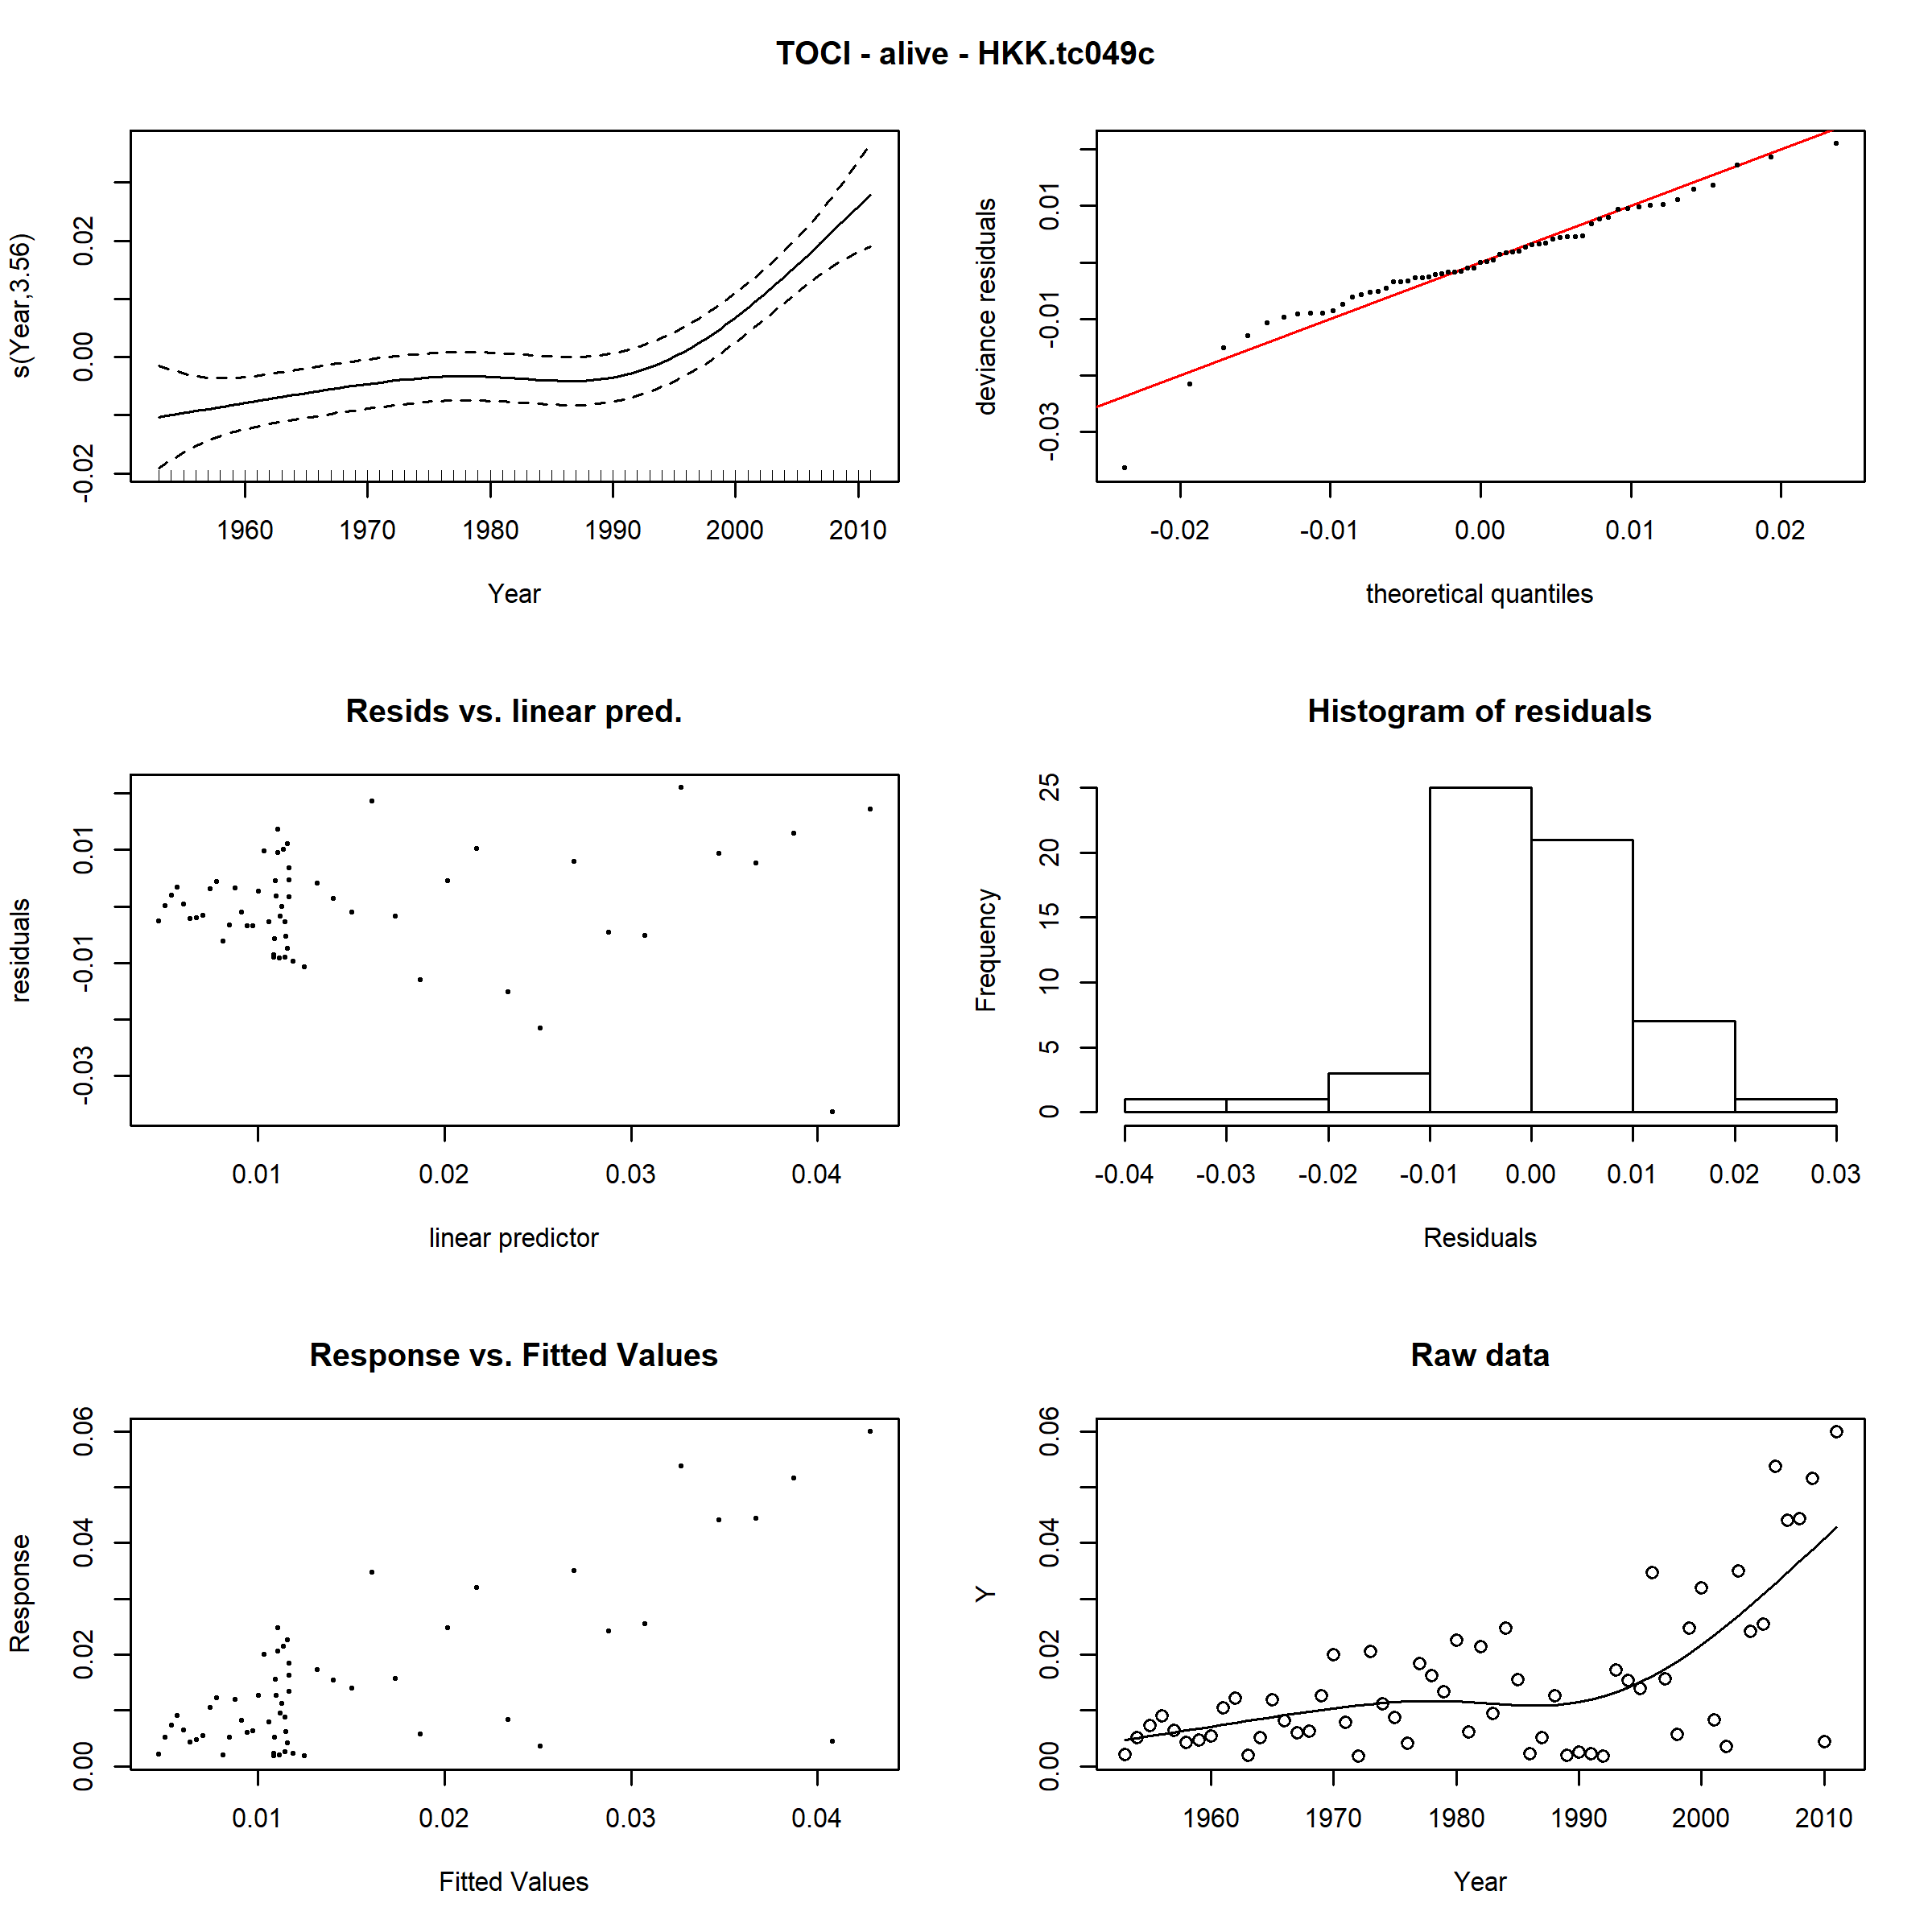 TOCI - alive - HKK.tc049c
s(Year,3.56)
-0.02 0.00 0.02
1960 1970 1980 1990 2000 2010
Year
deviance residuals
-0.03 -0.01 0.01
-0.02 -0.01 0.00 0.01 0.02
theoretical quantiles
Resids vs. linear pred.
residuals
-0.03 -0.01 0.01
0.01 0.02 0.03 0.04
linear predictor
Histogram of residuals
Frequency
0 5 10 15 20 25
-0.04 -0.03 -0.02 -0.01 0.00 0.01 0.02 0.03
Residuals
Response vs. Fitted Values
Response
0.00 0.02 0.04 0.06
0.01 0.02 0.03 0.04
Fitted Values
Raw data
Y
0.00 0.02 0.04 0.06
1960 1970 1980 1990 2000 2010
Year